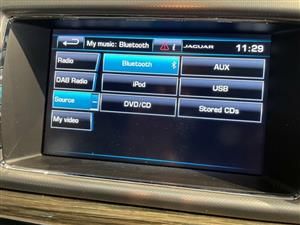 My music: Bluetooth i JAGUAR 11:29
Radio
Bluetooth
AUX
DAB Radio
iPod
USB
Source
DVD/CD
Stored CDs
My video